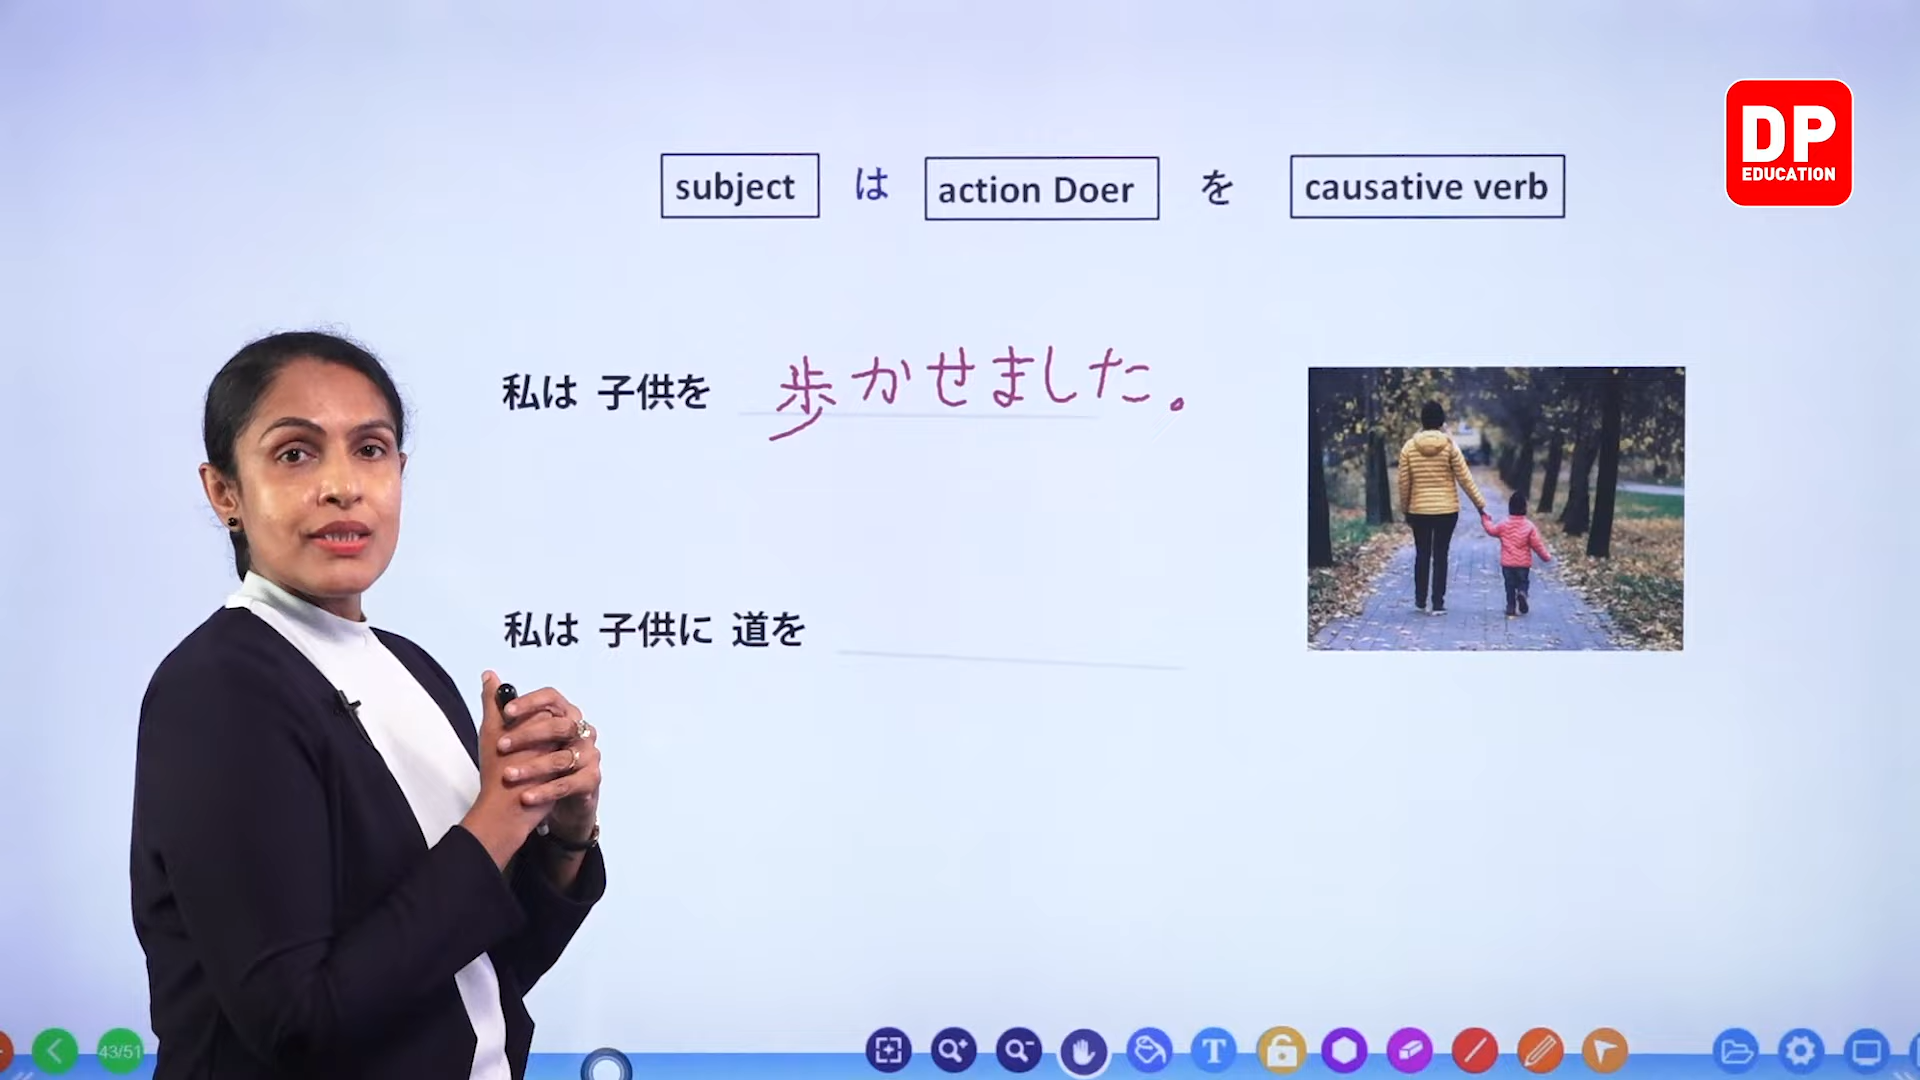 DP
EDUCATION
subject は action Doer を causative verb
私は 子供を 歩かせました。
私は 子供に 道を
43/51
T